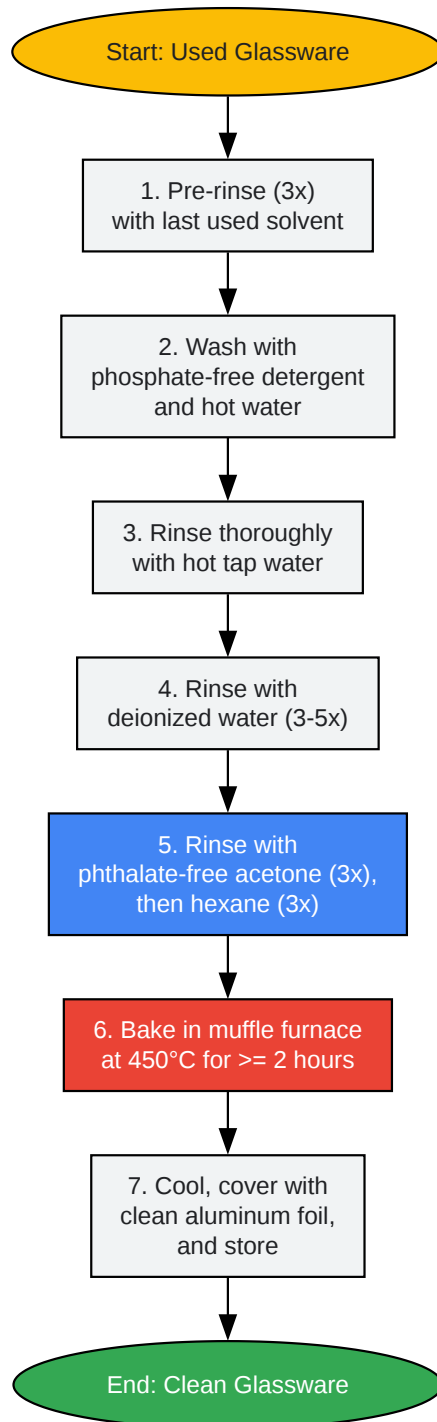 Start: Used Glassware
1. Pre-rinse (3x)
with last used solvent
2. Wash with
phosphate-free detergent
and hot water
3. Rinse thoroughly
with hot tap water
4. Rinse with
deionized water (3-5x)
5. Rinse with
phthalate-free acetone (3x),
then hexane (3x)
6. Bake in muffle furnace
at 450°C for >= 2 hours
7. Cool, cover with
clean aluminum foil,
and store
End: Clean Glassware